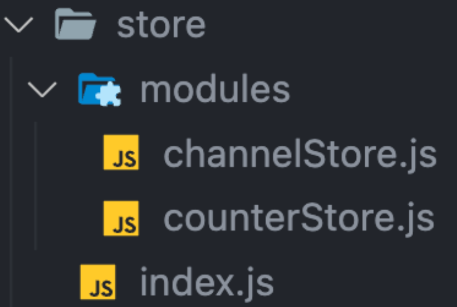 store
modules
JS channelStore.js
JS counterStore.js
JS index.js